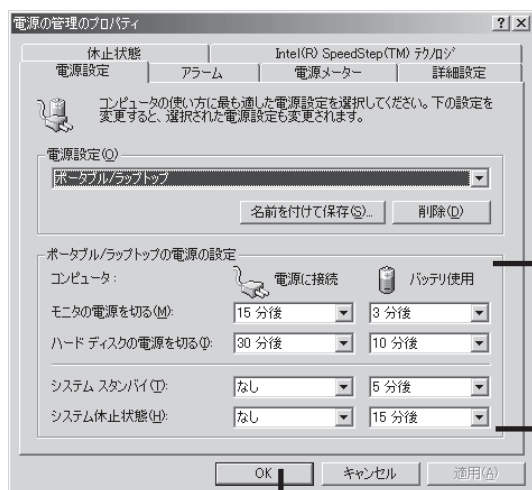 電源の管理のプロパティ
? ×
休止状態 Intel(R) SpeedStep(TM) テクノロジ
電源設定 アラーム 電源メーター 詳細設定
コンピュータの使い方に最も適した電源設定を選択してください。下の設定を
変更すると、選択された電源設定も変更されます。
電源設定(O)
ポータブル/ラップトップ
名前を付けて保存(S)... 削除(D)
ポータブル/ラップトップの電源の設定
コンピュータ: 電源に接続 バッテリ使用
モニタの電源を切る(M): 15 分後 3 分後
ハード ディスクの電源を切る(I): 30 分後 10 分後
システム スタンバイ(T): なし 5 分後
システム休止状態(H): なし 15 分後
OK キャンセル 適用(A)